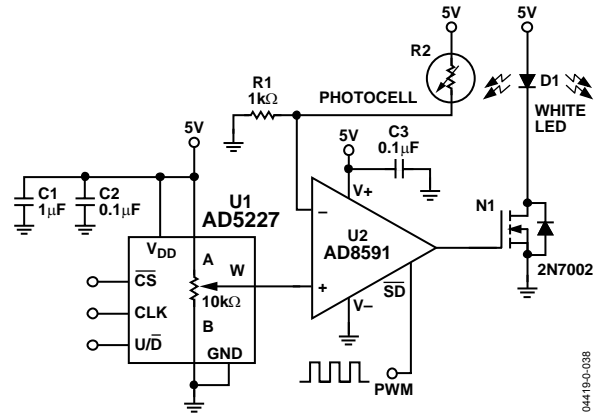 5V
5V
R2
R1
1kΩ
PHOTOCELL
D1
WHITE
LED
5V
5V
C3
0.1μF
C1
1μF
C2
0.1μF
U1
AD5227
V+
N1
VDD
–
U2
AD8591
A
W
2N7002
CS
10kΩ
+
SD
CLK
B
V–
U/D
GND
PWM
04419-0-038